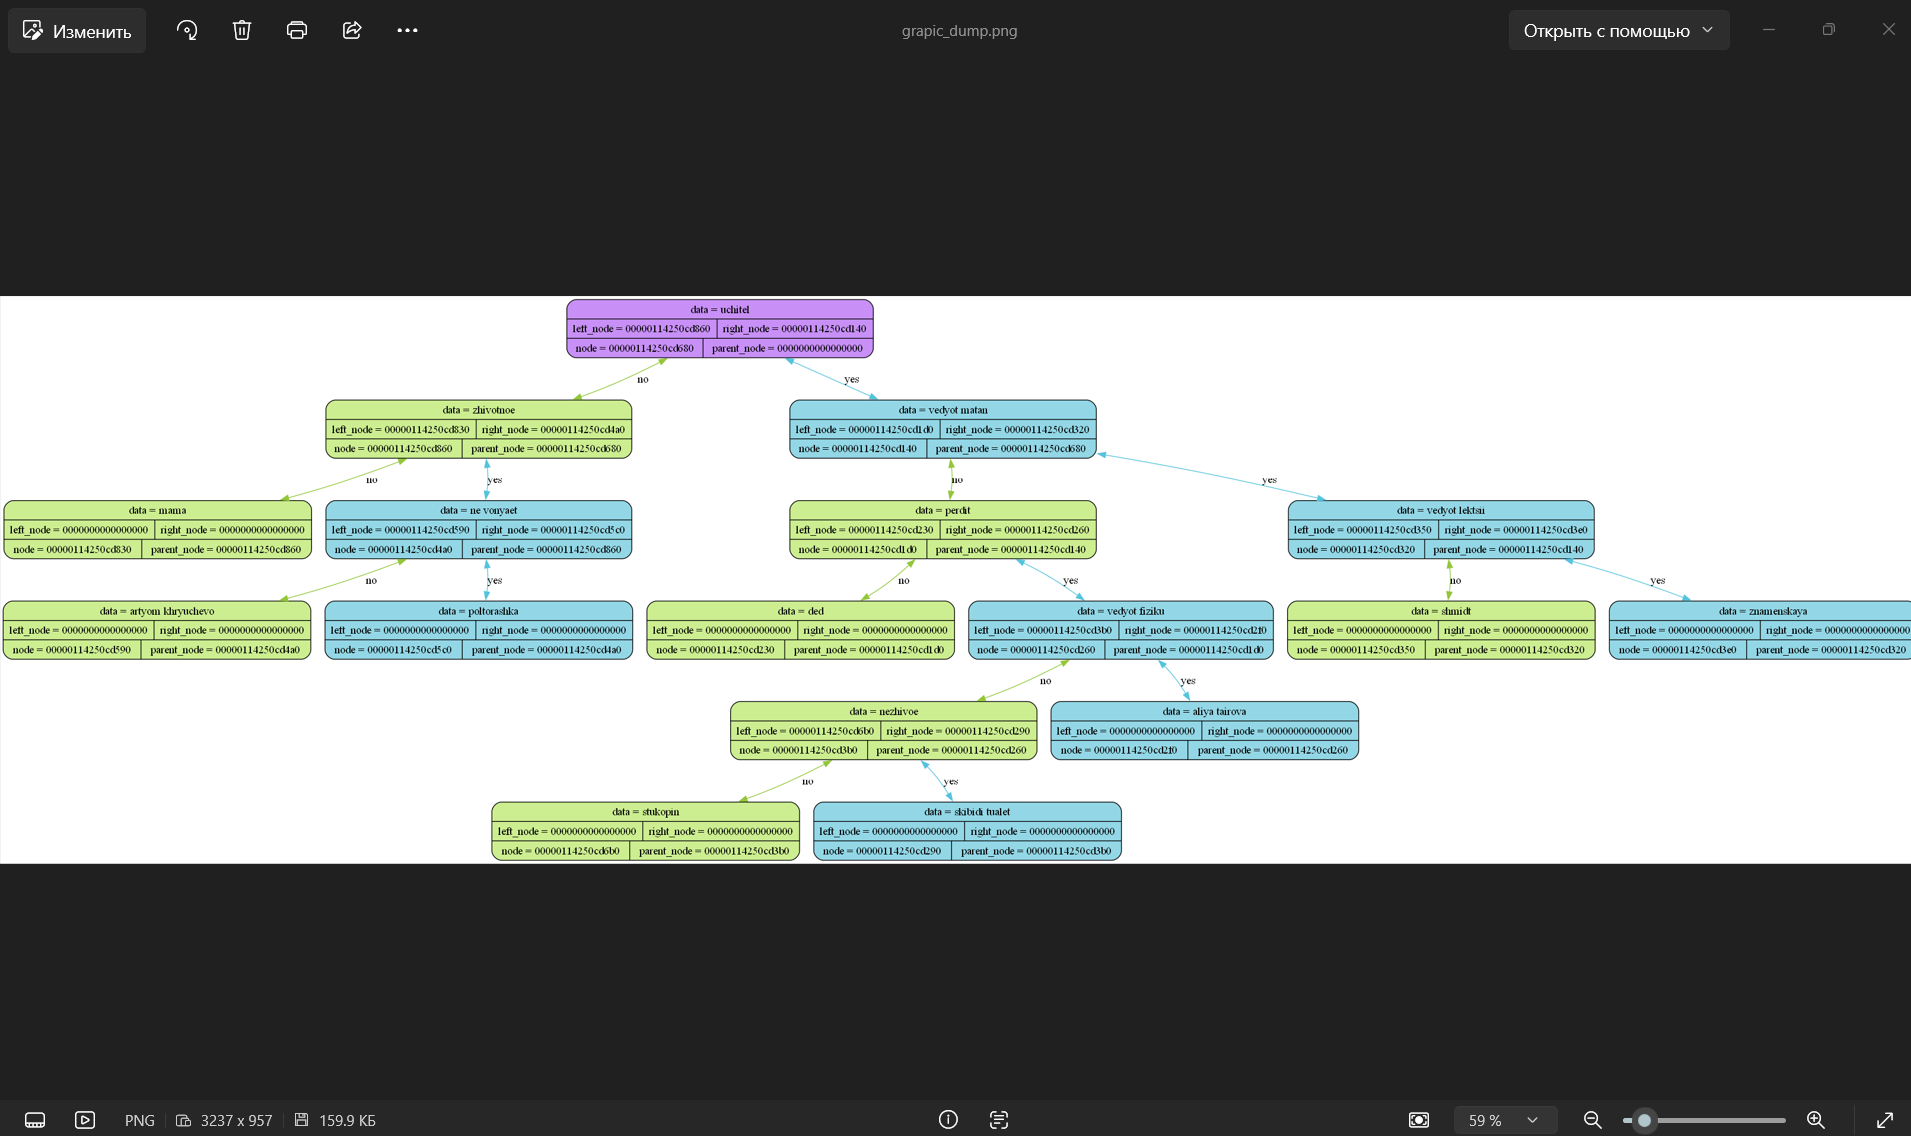 Изменить
grapic_dump.png
Открыть с помощью
data = uchitel
left_node = 00000114250cd860 right_node = 00000114250cd140
node = 00000114250cd680 parent_node = 0000000000000000
no yes
data = zhivotnoe data = vedyot matan
left_node = 00000114250cd830 right_node = 00000114250cd4a0 left_node = 00000114250cd1d0 right_node = 00000114250cd320
node = 00000114250cd860 parent_node = 00000114250cd680 node = 00000114250cd140 parent_node = 00000114250cd680
no yes no yes
data = mama data = ne vonyaet data = perdit data = vedyot lektsii
left_node = 0000000000000000 right_node = 0000000000000000 left_node = 00000114250cd590 right_node = 00000114250cd5c0 left_node = 00000114250cd230 right_node = 00000114250cd260 left_node = 00000114250cd350 right_node = 00000114250cd3e0
node = 00000114250cd830 parent_node = 00000114250cd860 node = 00000114250cd4a0 parent_node = 00000114250cd860 node = 00000114250cd1d0 parent_node = 00000114250cd140 node = 00000114250cd320 parent_node = 00000114250cd140
no yes no yes no yes
data = artyom khryuchevo data = poltorashka data = ded data = vedyot fiziku data = shmidt data = znamenskaya
left_node = 0000000000000000 right_node = 0000000000000000 left_node = 0000000000000000 right_node = 0000000000000000 left_node = 0000000000000000 right_node = 0000000000000000 left_node = 00000114250cd3b0 right_node = 00000114250cd2f0 left_node = 0000000000000000 right_node = 0000000000000000 left_node = 0000000000000000 right_node = 0000000000000000
node = 00000114250cd590 parent_node = 00000114250cd4a0 node = 00000114250cd5c0 parent_node = 00000114250cd4a0 node = 00000114250cd230 parent_node = 00000114250cd1d0 node = 00000114250cd260 parent_node = 00000114250cd1d0 node = 00000114250cd350 parent_node = 00000114250cd320 node = 00000114250cd3e0 parent_node = 00000114250cd320
no yes
data = nezhivoe data = aliya tairova
left_node = 00000114250cd6b0 right_node = 00000114250cd290 left_node = 0000000000000000 right_node = 0000000000000000
node = 00000114250cd3b0 parent_node = 00000114250cd260 node = 00000114250cd2f0 parent_node = 00000114250cd260
no yes
data = stukopin data = skibidi tualet
left_node = 0000000000000000 right_node = 0000000000000000 left_node = 0000000000000000 right_node = 0000000000000000
node = 00000114250cd6b0 parent_node = 00000114250cd3b0 node = 00000114250cd290 parent_node = 00000114250cd3b0
PNG 3237 x 957 159.9 КБ 59 %